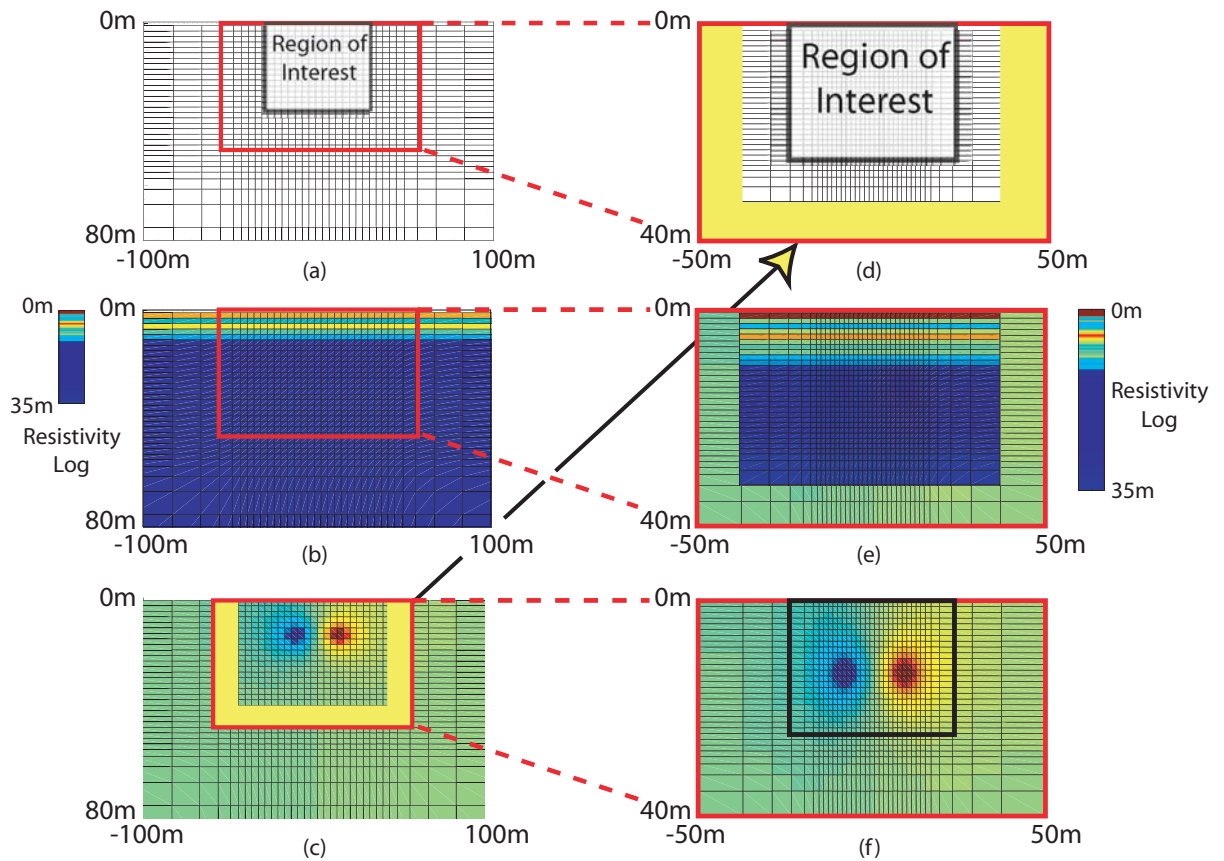 0m
Region of
Interest
80m
-100m
100m
(a)
0m
Region of
Interest
40m
-50m
50m
(d)
0m
35m
Resistivity
Log
0m
80m
-100m
100m
(b)
0m
40m
-50m
50m
(e)
0m
Resistivity
Log
35m
0m
80m
-100m
100m
(c)
0m
40m
-50m
50m
(f)